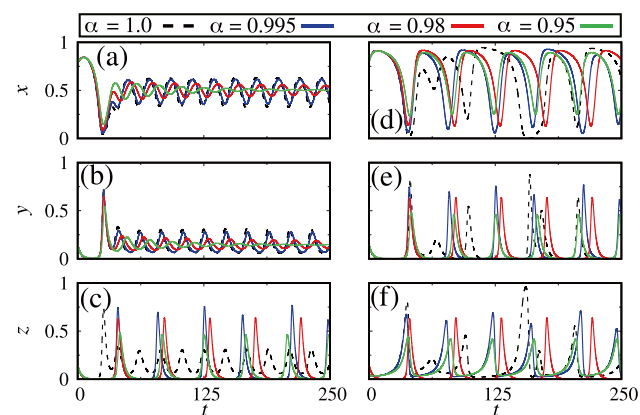 α = 1.0 α = 0.995 α = 0.98 α = 0.95
1 (a) (d)
0.5
0
x
1 (b) (e)
0.5
0
y
1 (c) (f)
0.5
0
z
0 125 250 0 125 250
t t